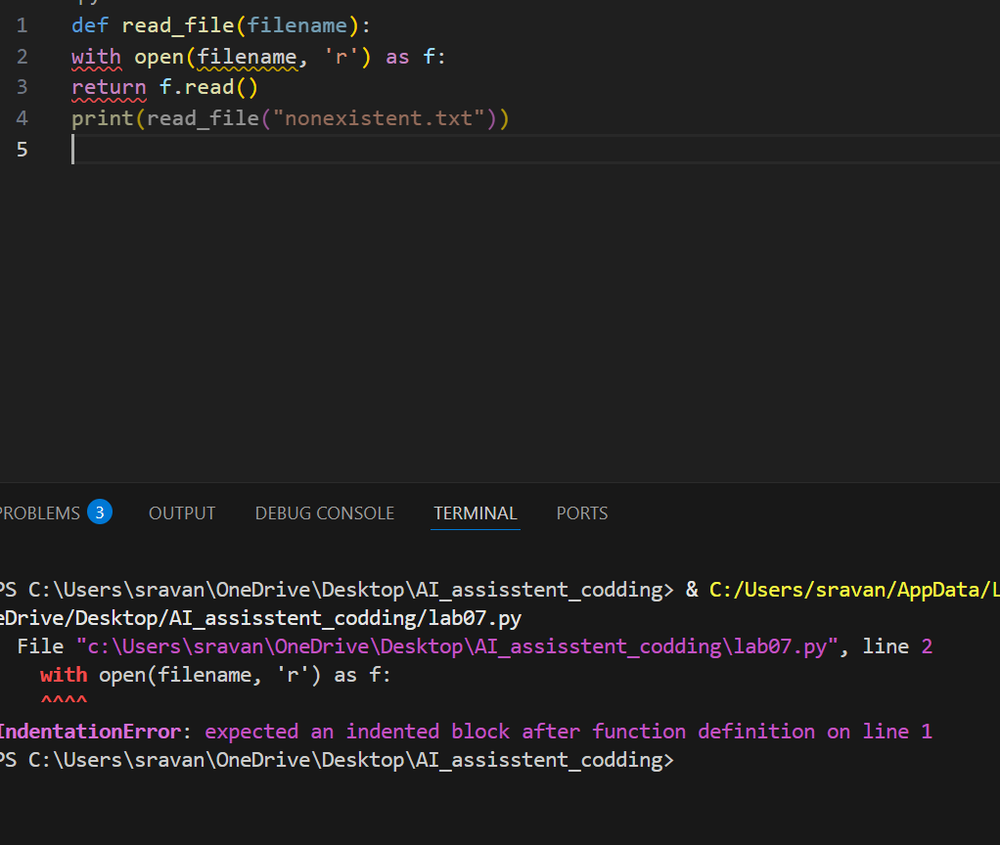 1 def read_file(filename):
2 with open(filename, 'r') as f:
3 return f.read()
4 print(read_file("nonexistent.txt"))
5
PROBLEMS 3 OUTPUT DEBUG CONSOLE TERMINAL PORTS
PS C:\Users\sravan\OneDrive\Desktop\AI_assisstent_codding> & C:/Users/sravan/AppData/L
eDrive/Desktop/AI_assisstent_codding/lab07.py
File "c:\Users\sravan\OneDrive\Desktop\AI_assisstent_codding\lab07.py", line 2
with open(filename, 'r') as f:
^^^^
IndentationError: expected an indented block after function definition on line 1
PS C:\Users\sravan\OneDrive\Desktop\AI_assisstent_codding>